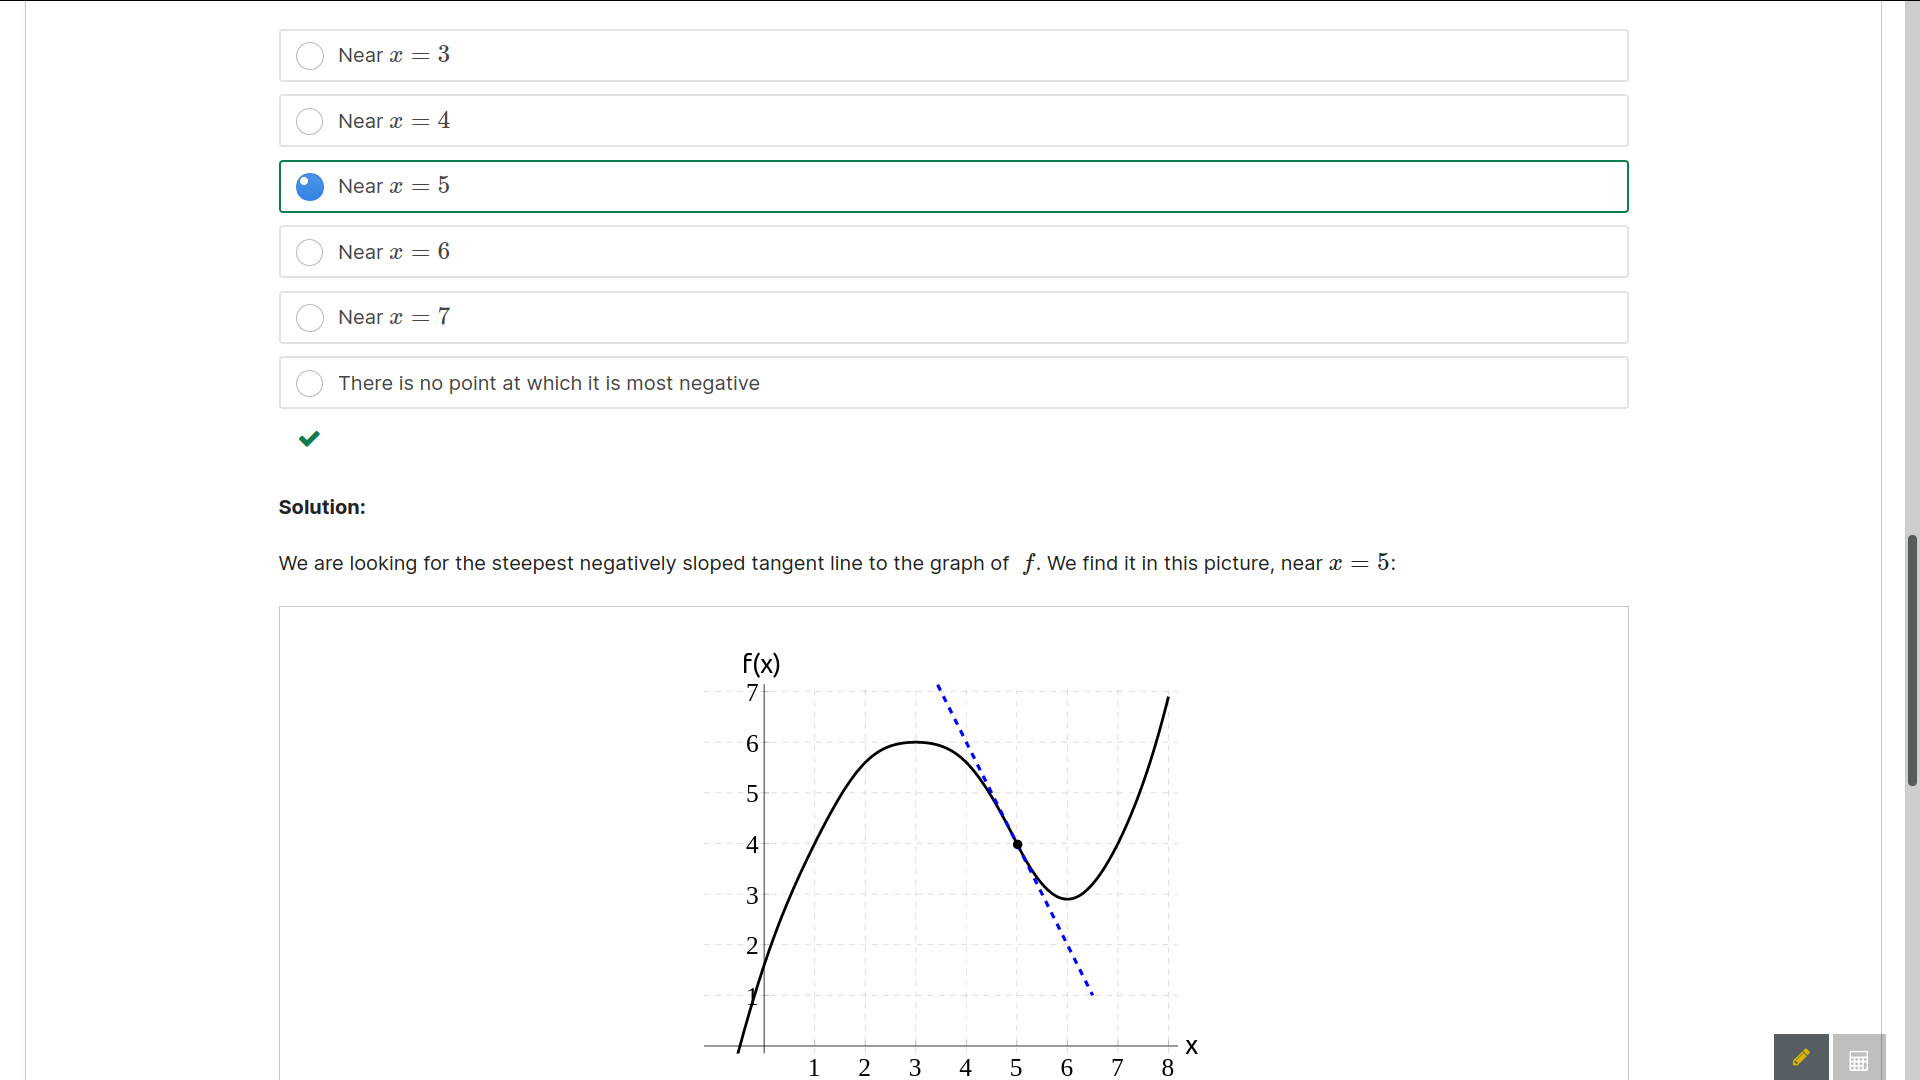 Near x = 3
Near x = 4
Near x = 5
Near x = 6
Near x = 7
There is no point at which it is most negative
Solution:
We are looking for the steepest negatively sloped tangent line to the graph of f. We find it in this picture, near x = 5:
f(x)
7
6
5
4
3
2
1
x
1 2 3 4 5 6 7 8